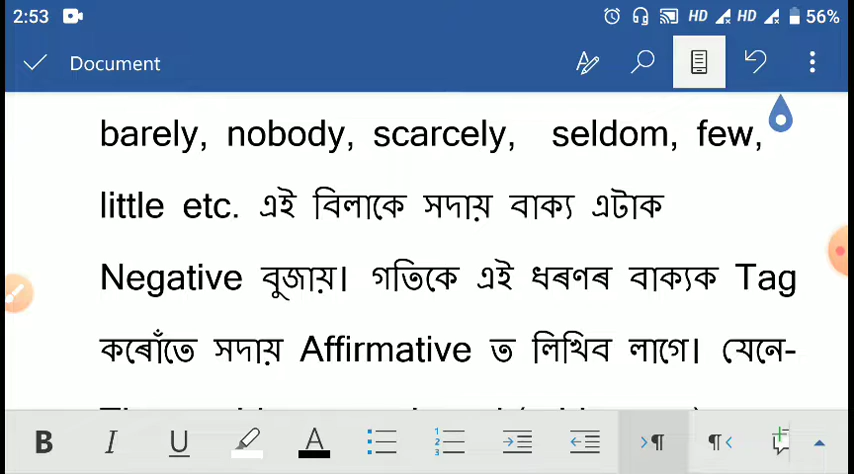 2:53 HD HD 56%
Document
barely, nobody, scarcely, seldom, few,
little etc. এই বিলাকে সদায় বাক্য এটাক
Negative বুজায়। গতিকে এই ধৰণৰ বাক্যক Tag
কৰোঁতে সদায় Affirmative ত লিখিব লাগে। যেনে-
B I U A